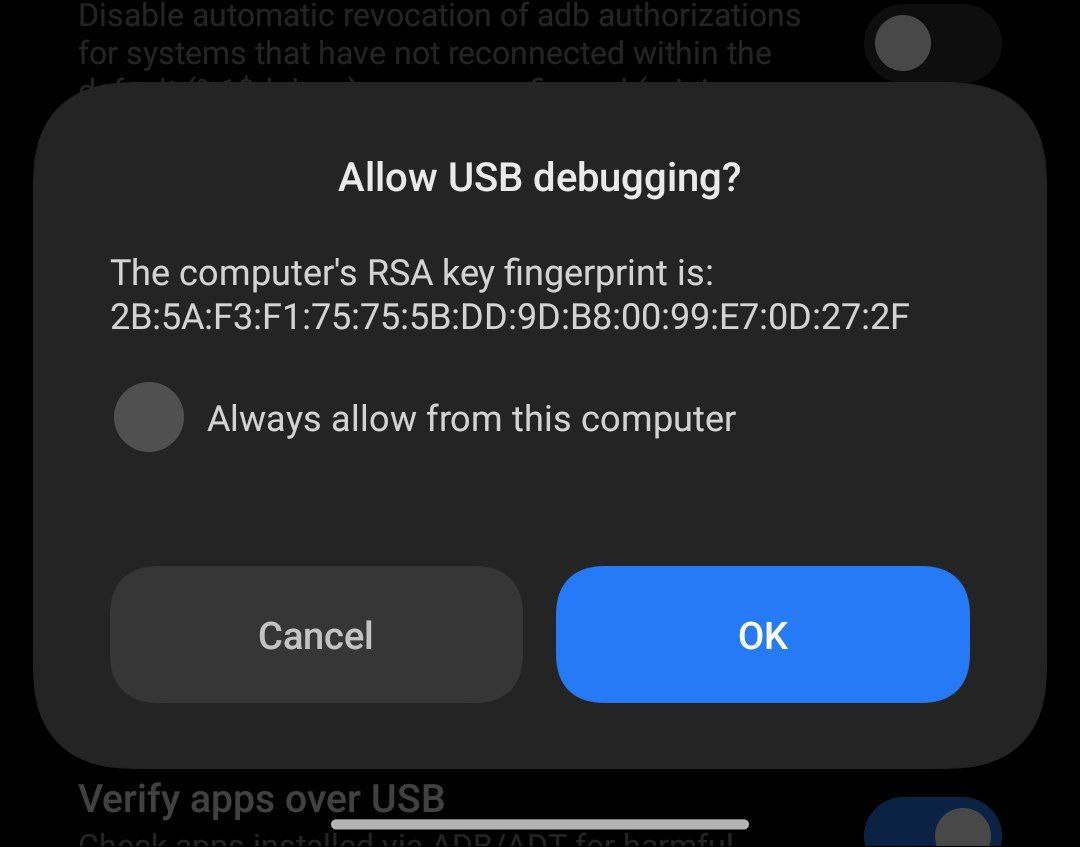 Disable automatic revocation of adb authorizations
for systems that have not reconnected within the
Allow USB debugging?
The computer's RSA key fingerprint is:
2B:5A:F3:F1:75:75:5B:DD:9D:B8:00:99:E7:0D:27:2F
Always allow from this computer
Cancel
OK
Verify apps over USB
Check apps installed via ADB/ADT for harmful